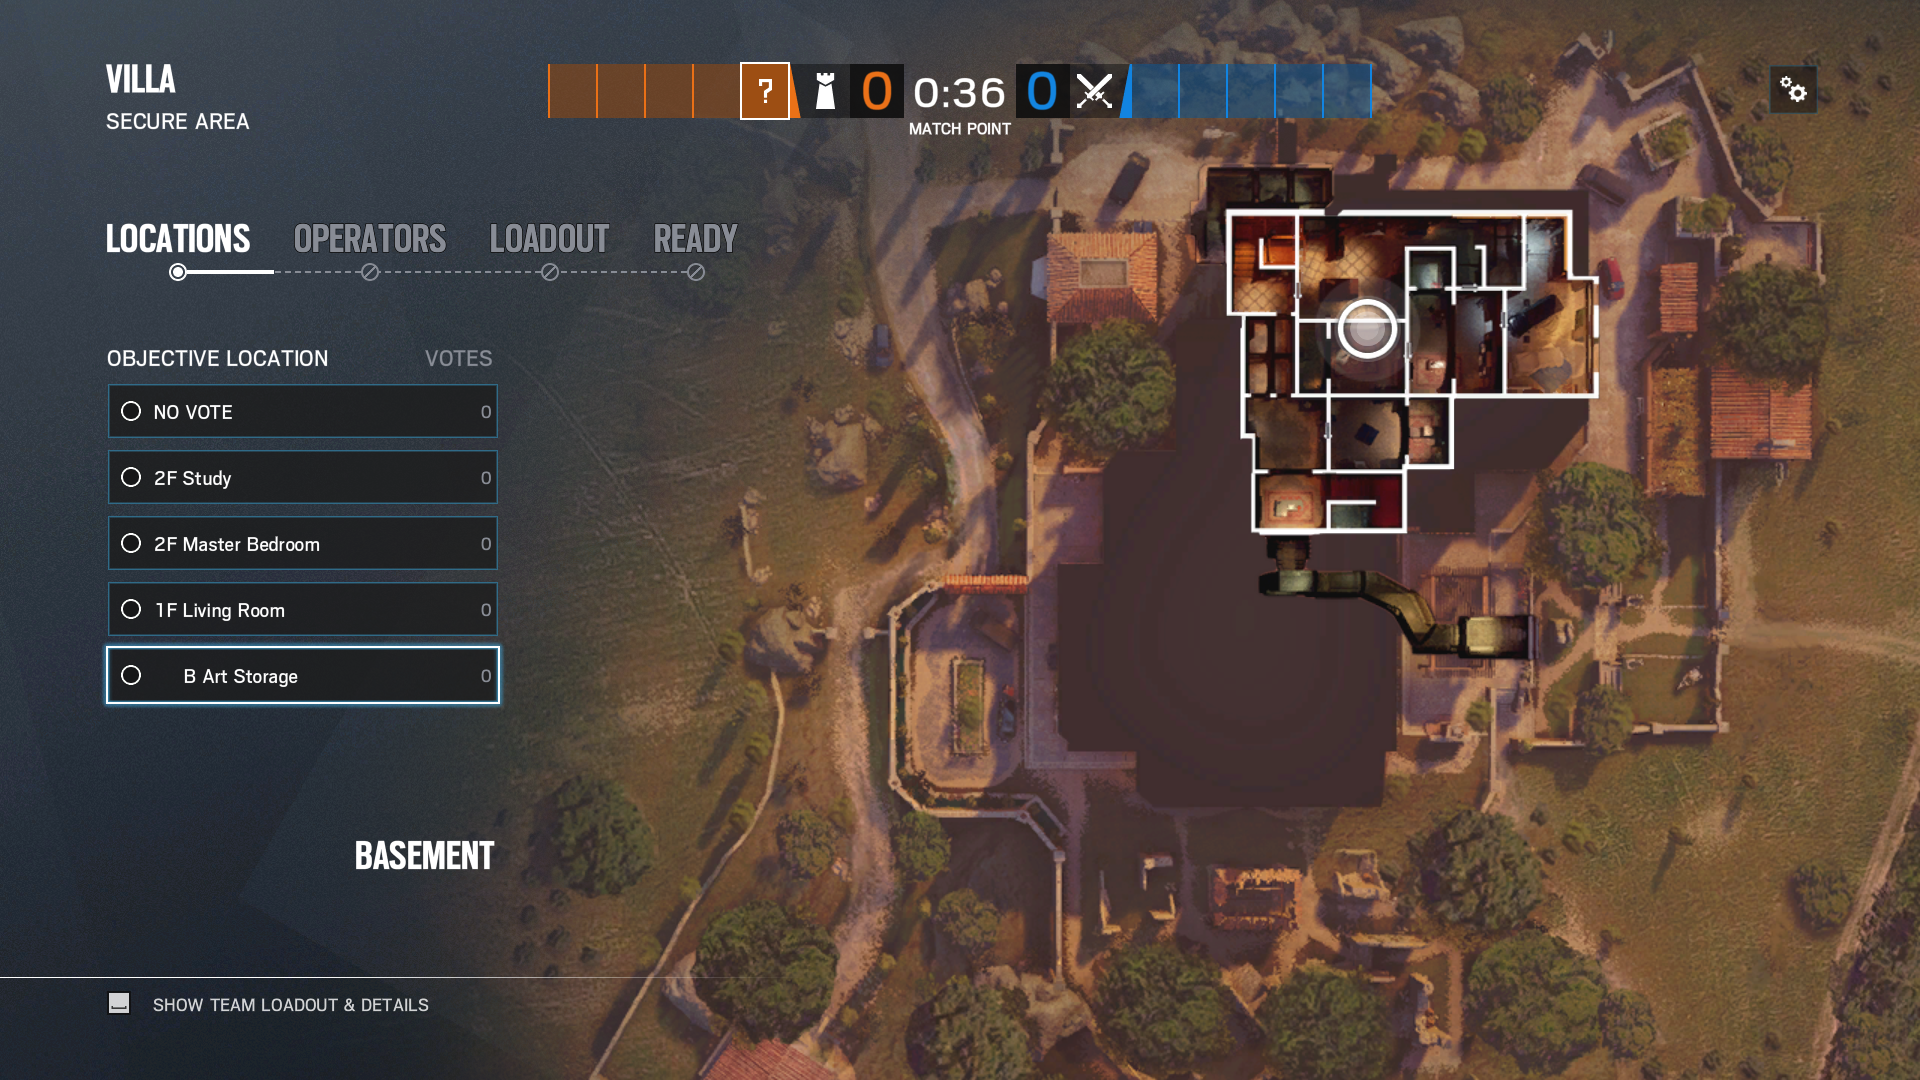 VILLA
SECURE AREA
?
0
0:36
0
MATCH POINT
LOCATIONS
OPERATORS
LOADOUT
READY
OBJECTIVE LOCATION
VOTES
NO VOTE
0
2F Study
0
2F Master Bedroom
0
1F Living Room
0
B Art Storage
0
BASEMENT
SHOW TEAM LOADOUT & DETAILS